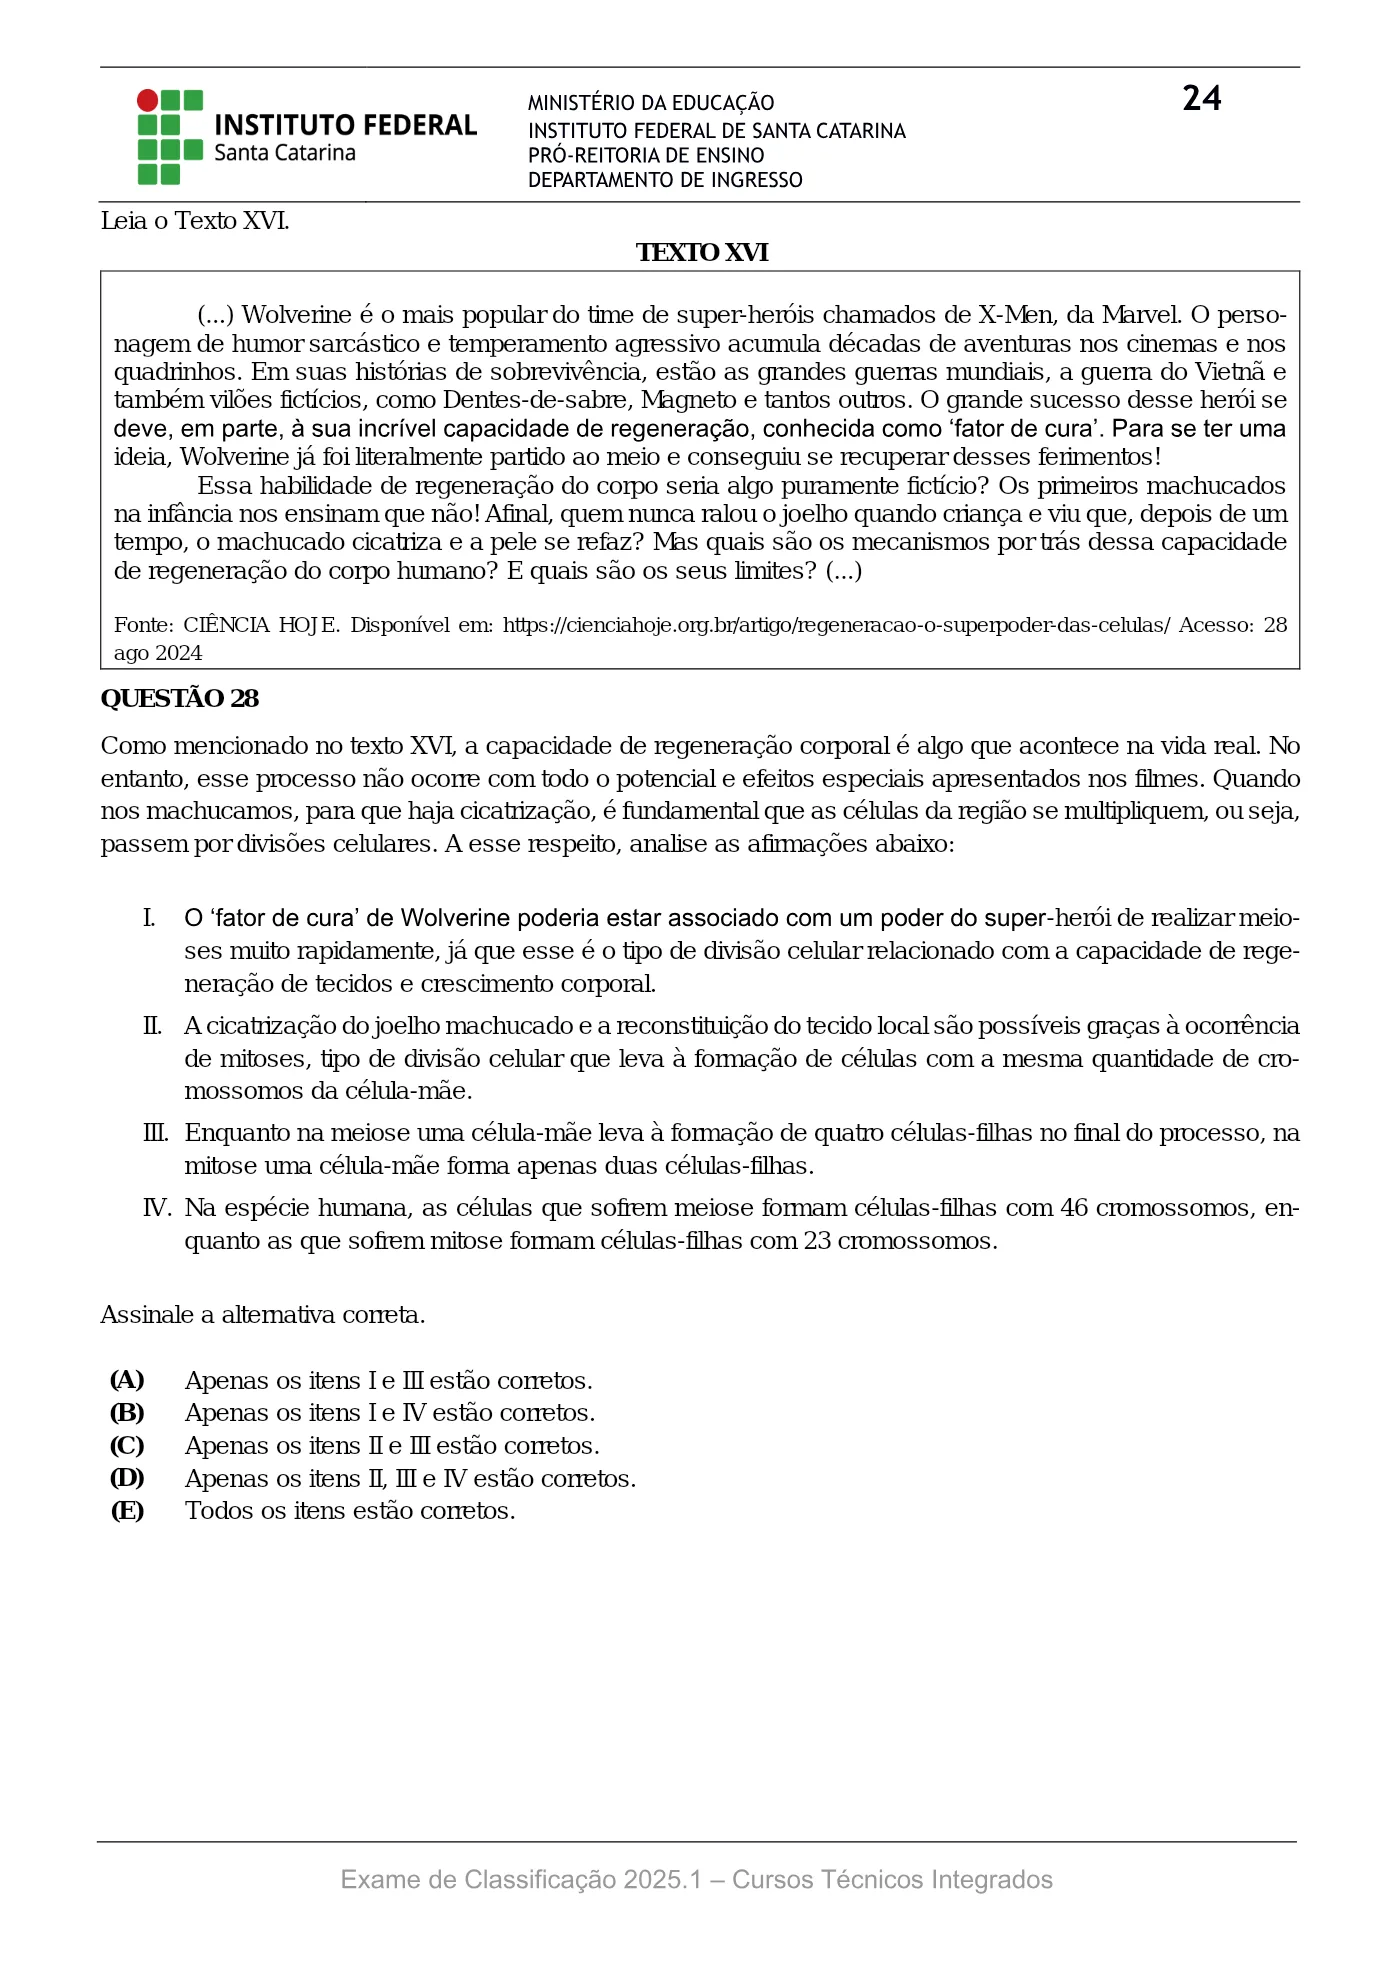 INSTITUTO FEDERAL
Santa Catarina
MINISTÉRIO DA EDUCAÇÃO
INSTITUTO FEDERAL DE SANTA CATARINA
PRÓ-REITORIA DE ENSINO
DEPARTAMENTO DE INGRESSO
24
Leia o Texto XVI.
TEXTO XVI
(...) Wolverine é o mais popular do time de super-heróis chamados de X-Men, da Marvel. O perso-
nagem de humor sarcástico e temperamento agressivo acumula décadas de aventuras nos cinemas e nos
quadrinhos. Em suas histórias de sobrevivência, estão as grandes guerras mundiais, a guerra do Vietnã e
também vilões fictícios, como Dentes-de-sabre, Magneto e tantos outros. O grande sucesso desse herói se
deve, em parte, à sua incrível capacidade de regeneração, conhecida como ‘fator de cura’. Para se ter uma
ideia, Wolverine já foi literalmente partido ao meio e conseguiu se recuperar desses ferimentos!
Essa habilidade de regeneração do corpo seria algo puramente fictício? Os primeiros machucados
na infância nos ensinam que não! Afinal, quem nunca ralou o joelho quando criança e viu que, depois de um
tempo, o machucado cicatriza e a pele se refaz? Mas quais são os mecanismos por trás dessa capacidade
de regeneração do corpo humano? E quais são os seus limites? (...)
Fonte: CIÊNCIA HOJE. Disponível em: https://cienciahoje.org.br/artigo/regeneracao-o-superpoder-das-celulas/ Acesso: 28
ago 2024
QUESTÃO 28
Como mencionado no texto XVI, a capacidade de regeneração corporal é algo que acontece na vida real. No
entanto, esse processo não ocorre com todo o potencial e efeitos especiais apresentados nos filmes. Quando
nos machucamos, para que haja cicatrização, é fundamental que as células da região se multipliquem, ou seja,
passem por divisões celulares. A esse respeito, analise as afirmações abaixo:
I. O ‘fator de cura’ de Wolverine poderia estar associado com um poder do super-herói de realizar meio-
ses muito rapidamente, já que esse é o tipo de divisão celular relacionado com a capacidade de rege-
neração de tecidos e crescimento corporal.
II. A cicatrização do joelho machucado e a reconstituição do tecido local são possíveis graças à ocorrência
de mitoses, tipo de divisão celular que leva à formação de células com a mesma quantidade de cro-
mossomos da célula-mãe.
III. Enquanto na meiose uma célula-mãe leva à formação de quatro células-filhas no final do processo, na
mitose uma célula-mãe forma apenas duas células-filhas.
IV. Na espécie humana, as células que sofrem meiose formam células-filhas com 46 cromossomos, en-
quanto as que sofrem mitose formam células-filhas com 23 cromossomos.
Assinale a alternativa correta.
(A) Apenas os itens I e III estão corretos.
(B) Apenas os itens I e IV estão corretos.
(C) Apenas os itens II e III estão corretos.
(D) Apenas os itens II, III e IV estão corretos.
(E) Todos os itens estão corretos.
Exame de Classificação 2025.1 – Cursos Técnicos Integrados